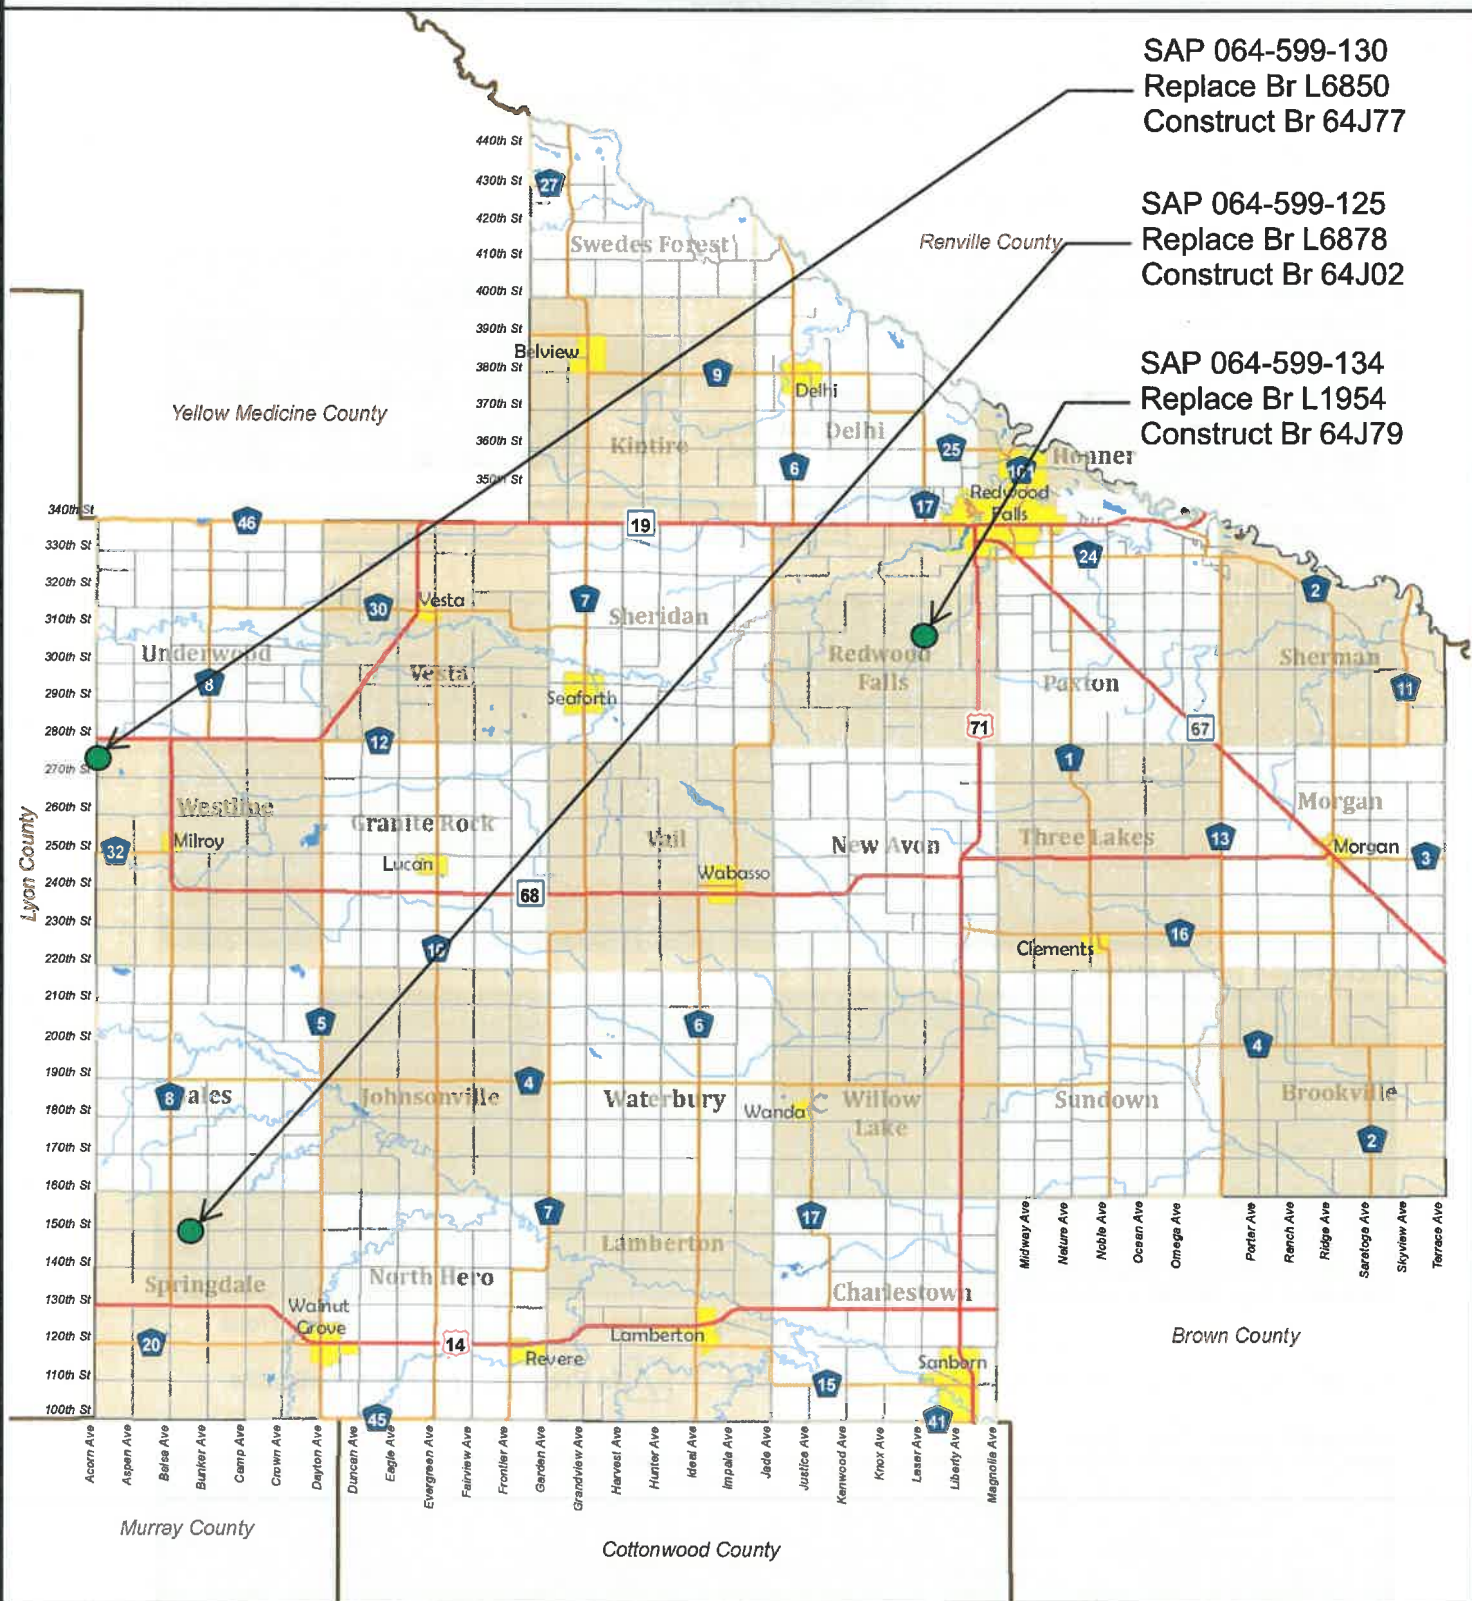 SAP 064-599-130
Replace Br L6850
Construct Br 64J77
SAP 064-599-125
Replace Br L6878
Construct Br 64J02
SAP 064-599-134
Replace Br L1954
Construct Br 64J79
Renville County
Yellow Medicine County
Lyon County
Murray County
Cottonwood County
Brown County
440th St
430th St
420th St
410th St
400th St
390th St
380th St
370th St
360th St
350th St
340th St
330th St
320th St
310th St
300th St
290th St
280th St
270th St
260th St
250th St
240th St
230th St
220th St
210th St
200th St
190th St
180th St
170th St
160th St
150th St
140th St
130th St
120th St
110th St
100th St
27
Swedes Forest
Belview
9
Delhi
Kintire
Delhi
6
25
Honner
101
Redwood
Falls
17
46
19
24
2
30
Vesta
7
Sheridan
Underwood
8
Vesta
Seaforth
Redwood
Falls
Paxton
Sherman
11
12
71
67
1
Westline
Milroy
32
Granite Rock
Lucan
Vail
Wabasso
New Avon
Three Lakes
13
Morgan
Morgan
3
68
10
Clements
16
5
6
4
8
Johnsonville
4
Waterbury
Wanda
Willow
Lake
Sundown
Brookville
2
7
17
Lamberton
Springdale
North Hero
Charlestown
Walnut
Grove
20
14
Revere
Lamberton
Sanborn
15
45
41
Midway Ave
Nature Ave
Noble Ave
Ocean Ave
Omega Ave
Porter Ave
Ranch Ave
Ridge Ave
Saratoga Ave
Skyview Ave
Terrace Ave
Acorn Ave
Aspen Ave
Balsa Ave
Bunker Ave
Camp Ave
Crown Ave
Dayton Ave
Duncan Ave
Eagle Ave
Evergreen Ave
Fairview Ave
Frontier Ave
Garden Ave
Grandview Ave
Harvest Ave
Hunter Ave
Ideal Ave
Impala Ave
Jade Ave
Justice Ave
Kenwood Ave
Knox Ave
Laser Ave
Liberty Ave
Magnolia Ave